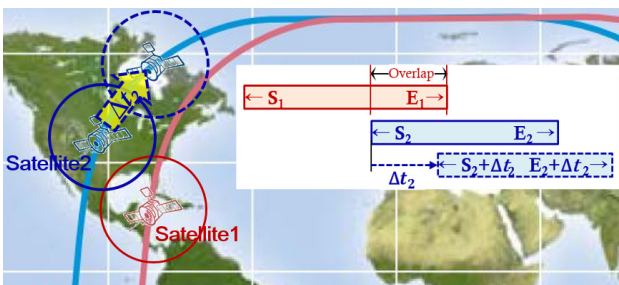 Δt₂
Satellite2
Satellite1
Overlap
← S₁ E₁ →
← S₂ E₂ →
← S₂+Δt₂ E₂+Δt₂ →
Δt₂